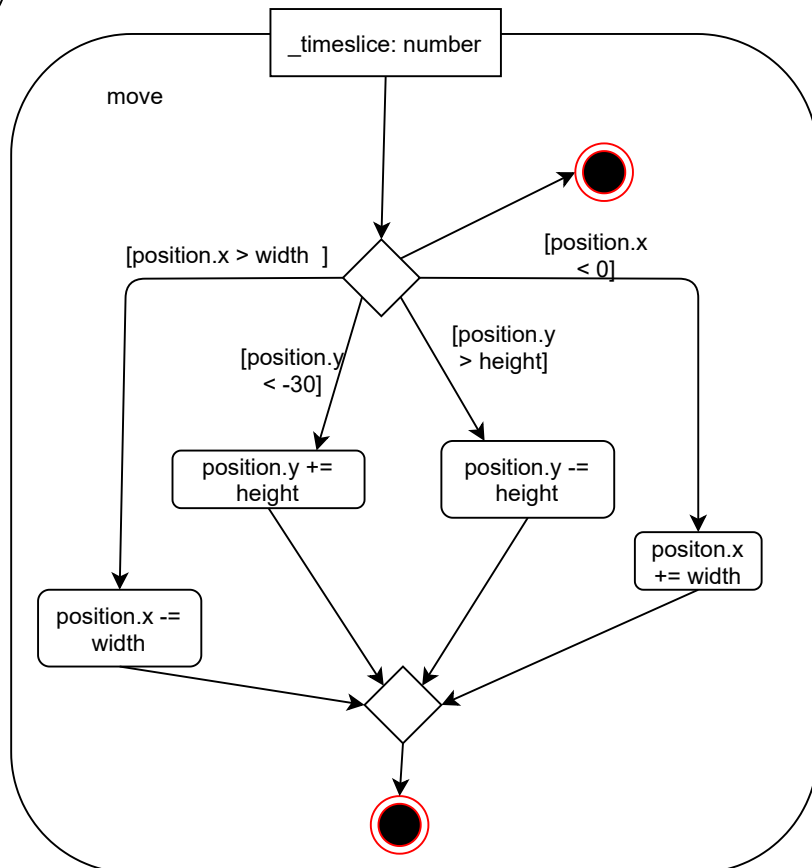 _timeslice: number
move
[position.x > width  ]
[position.x
< 0]
[position.y
< -30]
[position.y
> height]
position.y +=
height
position.y -=
height
positon.x
+= width
position.x -=
width